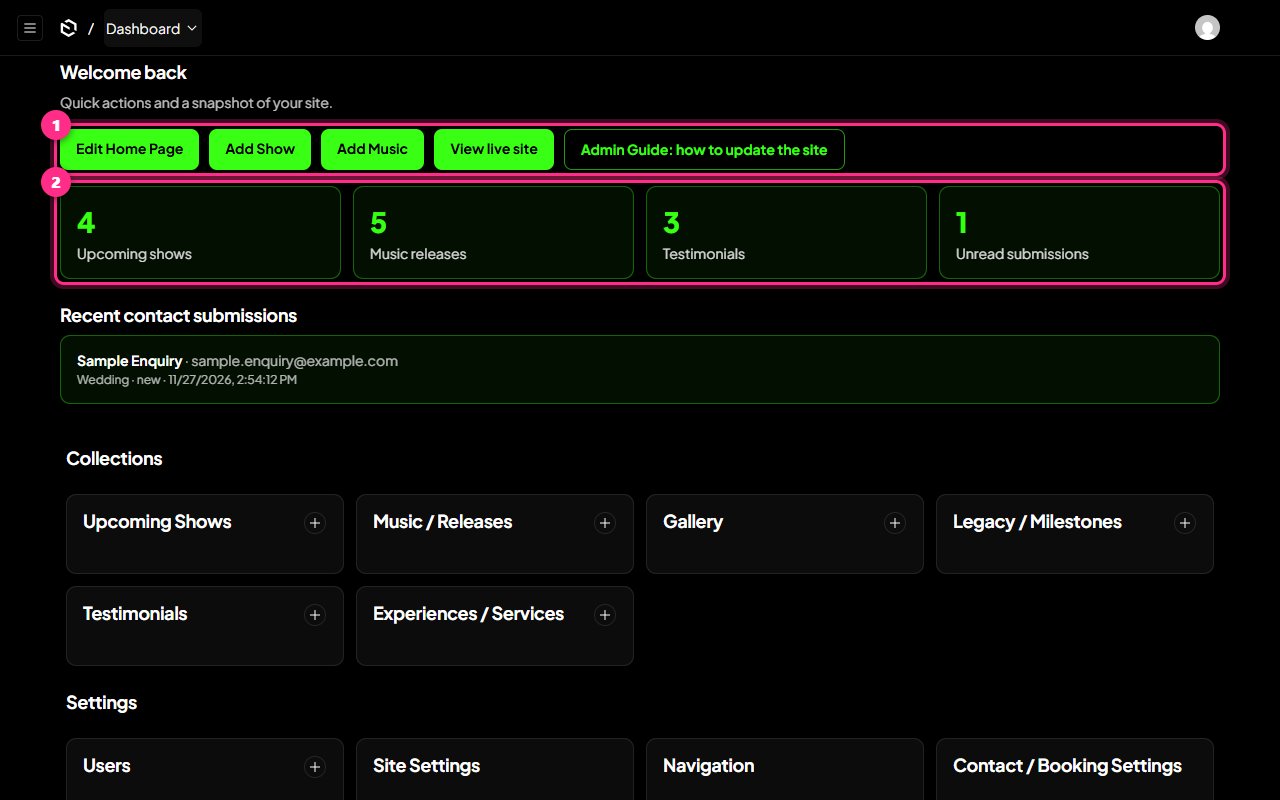 / Dashboard
Welcome back
Quick actions and a snapshot of your site.
1
Edit Home Page Add Show Add Music View live site Admin Guide: how to update the site
2
4 5 3 1
Upcoming shows Music releases Testimonials Unread submissions
Recent contact submissions
Sample Enquiry · sample.enquiry@example.com
Wedding · new · 11/27/2026, 2:54:12 PM
Collections
Upcoming Shows Music / Releases Gallery Legacy / Milestones
Testimonials Experiences / Services
Settings
Users Site Settings Navigation Contact / Booking Settings